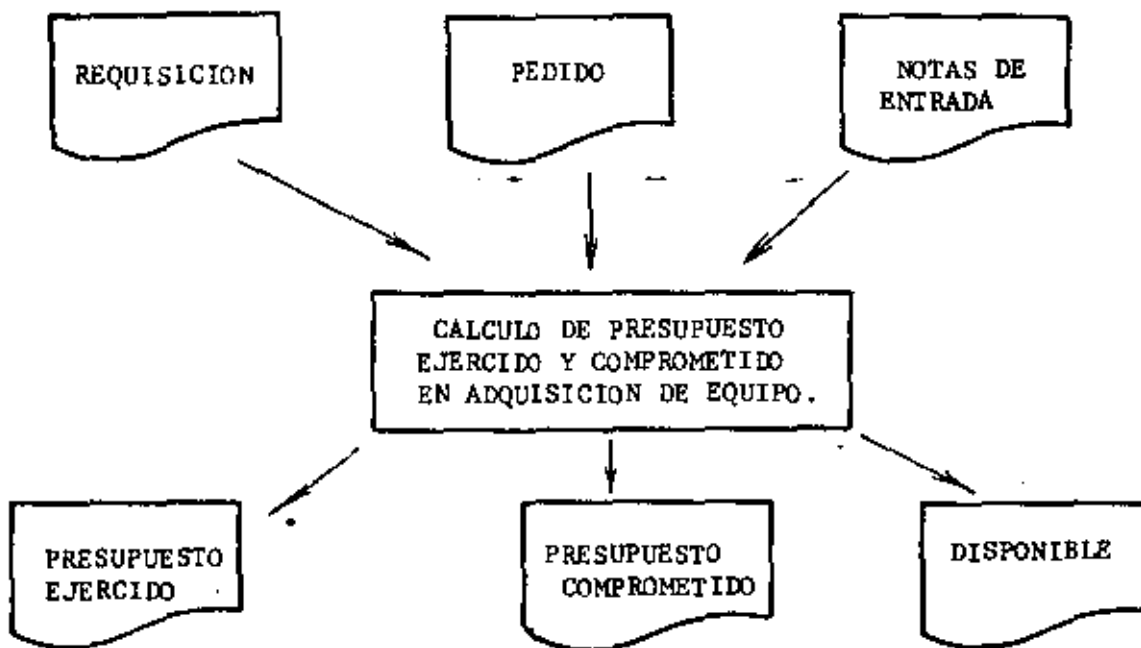 REQUISICION
PEDIDO
NOTAS DE
ENTRADA
CALCULO DE PRESUPUESTO
EJERCIDO Y COMPROMETIDO
EN ADQUISICION DE EQUIPO.
PRESUPUESTO
EJERCIDO
PRESUPUESTO
COMPROMETIDO
DISPONIBLE